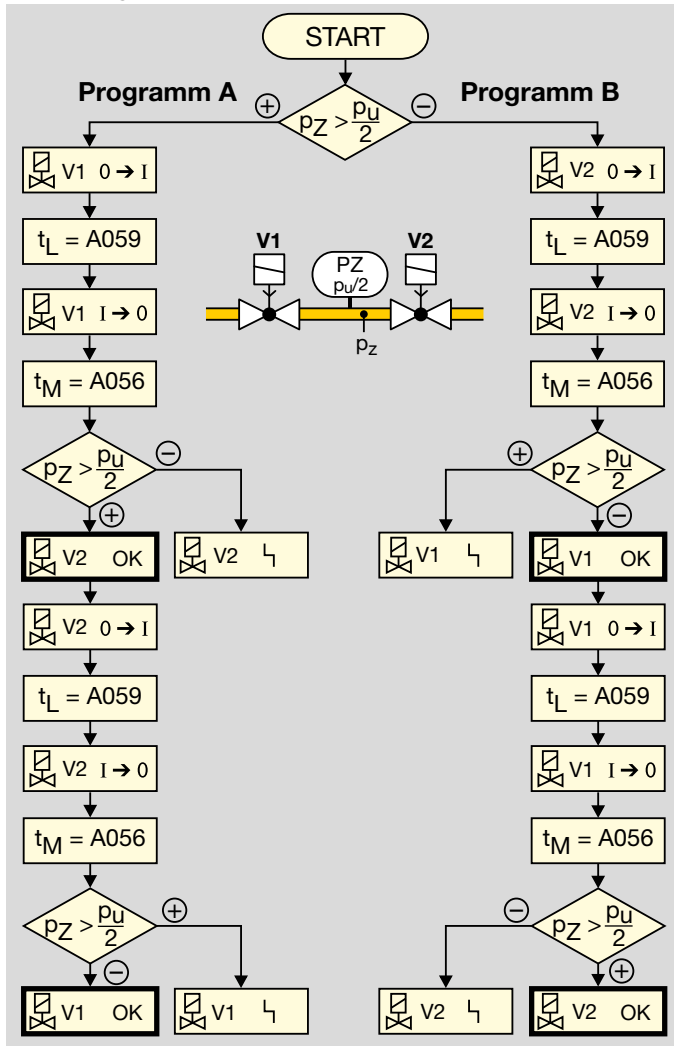 START
Programm A
Programm B
+
−
pZ > pu/2
V1 0 → I
V2 0 → I
tL = A059
tL = A059
V1
V2
PZ
pu/2
pZ
V1 I → 0
V2 I → 0
tM = A056
tM = A056
pZ > pu/2
−
+
pZ > pu/2
+
−
V2 OK
V2
V1
V1 OK
V2 0 → I
V1 0 → I
tL = A059
tL = A059
V2 I → 0
V1 I → 0
tM = A056
tM = A056
pZ > pu/2
+
−
pZ > pu/2
−
+
V1 OK
V1
V2
V2 OK